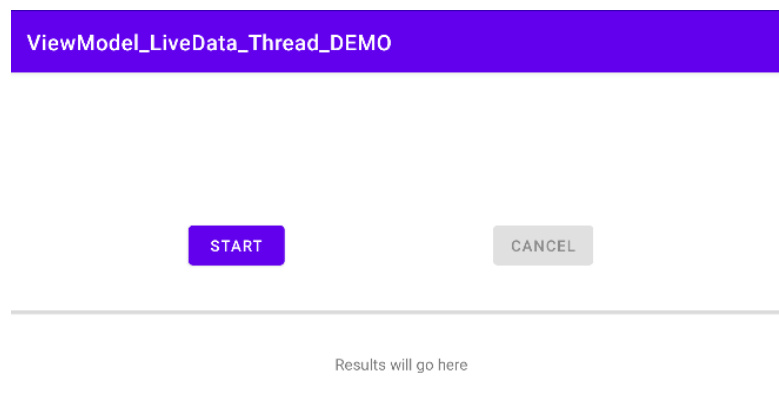 ViewModel_LiveData_Thread_DEMO
START
CANCEL
Results will go here